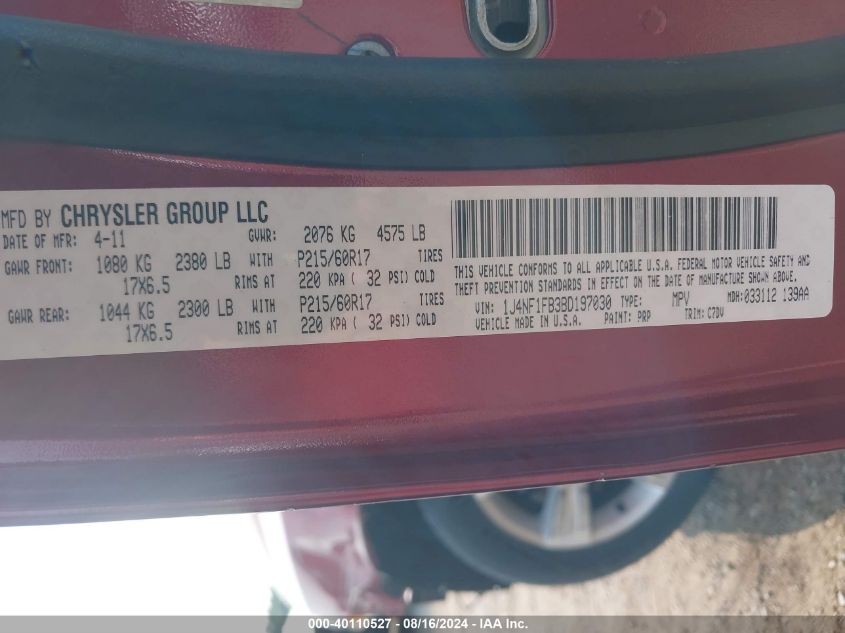 MFD BY CHRYSLER GROUP LLC
DATE OF MFR: 4-11 GVWR: 2076 KG 4575 LB
GAWR FRONT: 1080 KG 2380 LB WITH P215/60R17 TIRES
17X6.5 RIMS AT 220 KPA ( 32 PSI) COLD
GAWR REAR: 1044 KG 2300 LB WITH P215/60R17 TIRES
17X6.5 RIMS AT 220 KPA ( 32 PSI) COLD
THIS VEHICLE CONFORMS TO ALL APPLICABLE U.S.A. FEDERAL MOTOR VEHICLE SAFETY AND
THEFT PREVENTION STANDARDS IN EFFECT ON THE DATE OF MANUFACTURE SHOWN ABOVE.
VIN: 1J4NF1FB3BD197030 TYPE: MPV MDH: 033112 139AA
VEHICLE MADE IN U.S.A. PAINT: PRP TRIM: C7DV
000-40110527 - 08/16/2024 - IAA Inc.